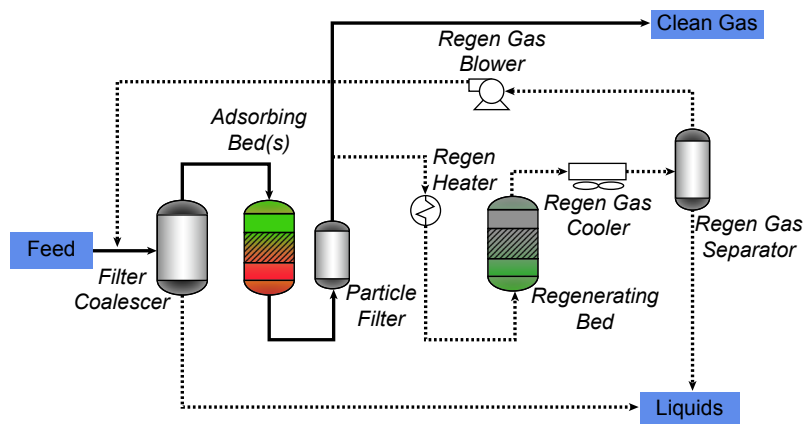 Clean Gas
Regen Gas
Blower
Adsorbing
Bed(s)
Regen
Heater
Regen Gas
Cooler
Regen Gas
Separator
Feed
Filter
Coalescer
Particle
Filter
Regenerating
Bed
Liquids